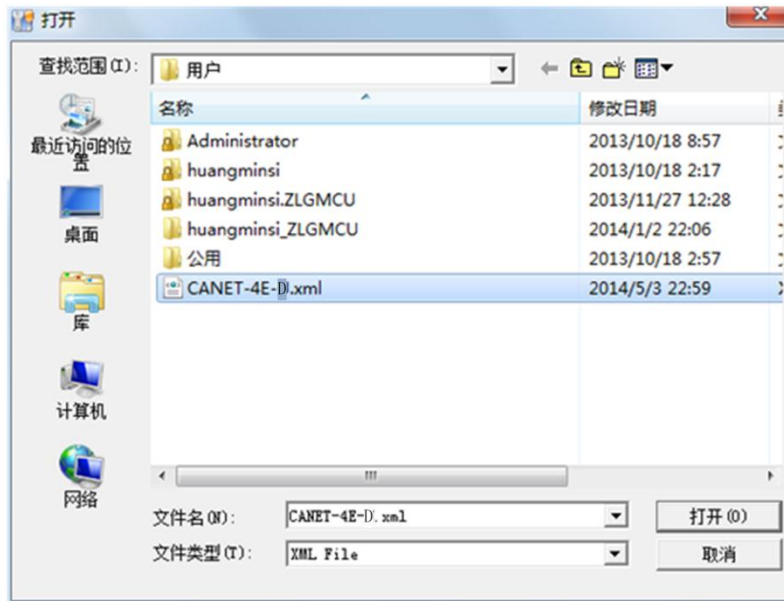 打开
查找范围(I):
用户
名称
修改日期
Administrator
2013/10/18 8:57
huangminsi
2013/10/18 2:17
huangminsi.ZLGMCU
2013/11/27 12:28
huangminsi_ZLGMCU
2014/1/2 22:06
公用
2013/10/18 2:57
CANET-4E-D.xml
2014/5/3 22:59
最近访问的位
置
桌面
库
计算机
网络
文件名(N):
CANET-4E-D.xml
打开(O)
文件类型(T):
XML File
取消